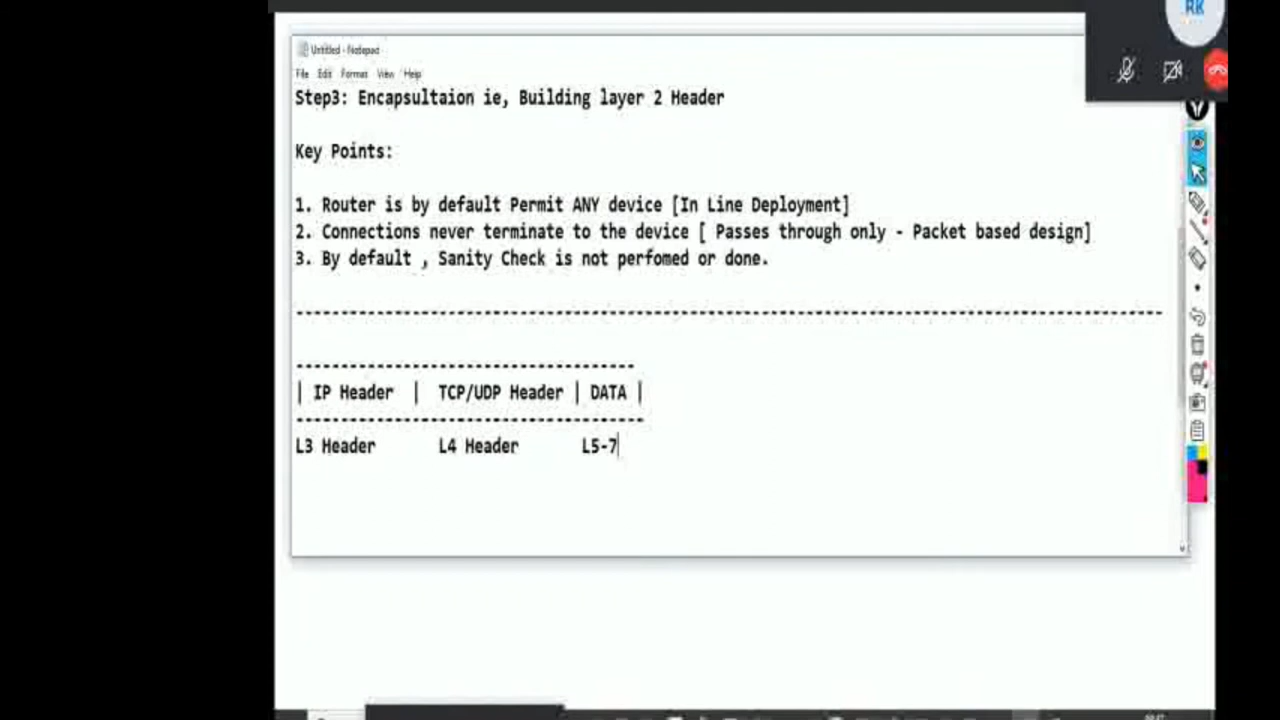 RK
Untitled - Notepad
File Edit Format View Help
Step3: Encapsultaion ie, Building layer 2 Header
Key Points:
1. Router is by default Permit ANY device [In Line Deployment]
2. Connections never terminate to the device [ Passes through only - Packet based design]
3. By default , Sanity Check is not perfomed or done.
--------------------------------------------------------------------------------------------------
--------------------------------------
| IP Header | TCP/UDP Header | DATA |
---------------------------------------
L3 Header L4 Header L5-7